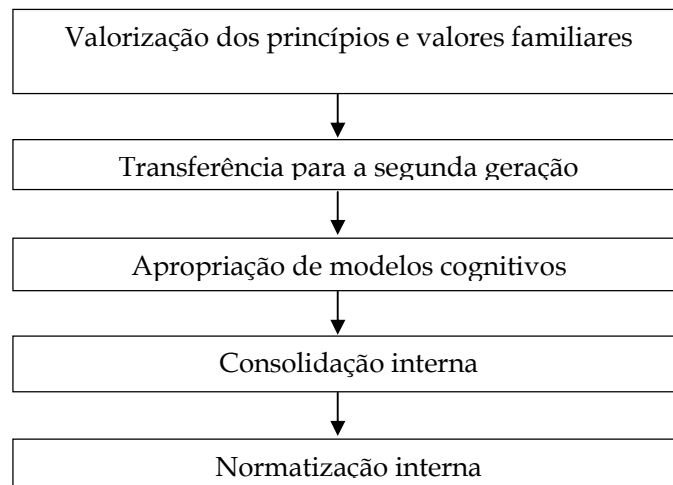 Valorização dos princípios e valores familiares
Transferência para a segunda geração
Apropriação de modelos cognitivos
Consolidação interna
Normatização interna